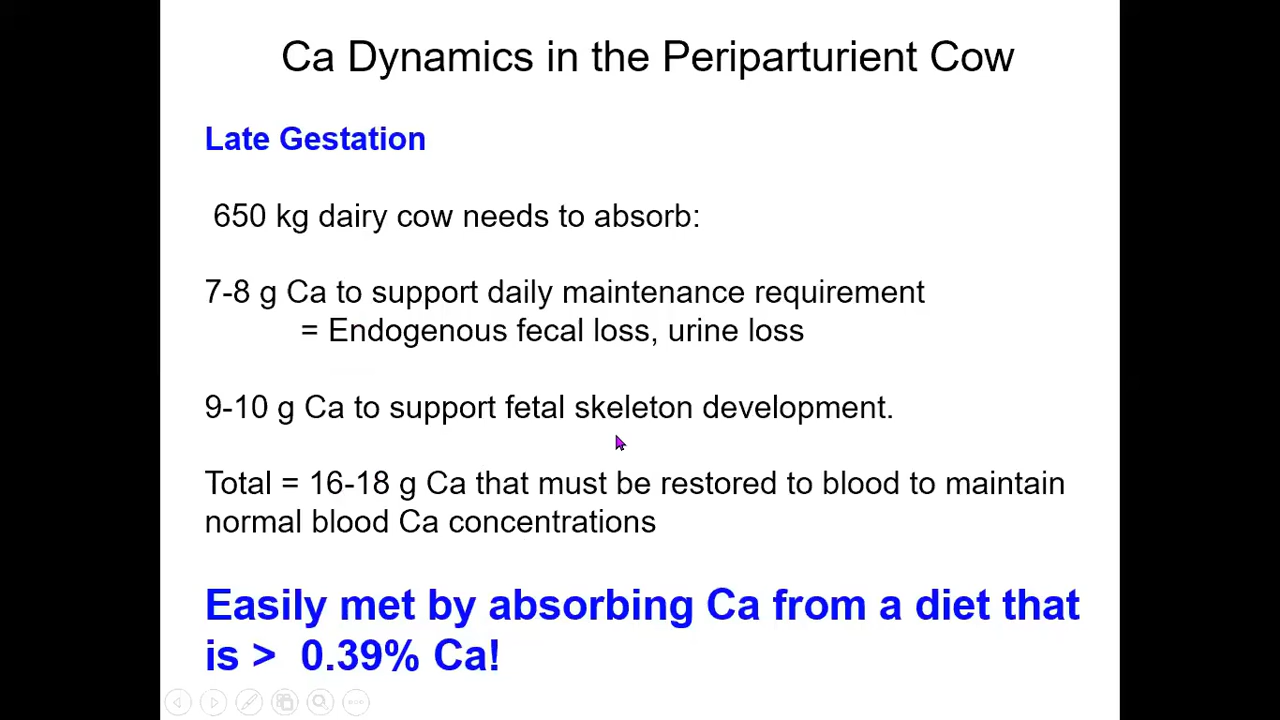 Ca Dynamics in the Periparturient Cow
Late Gestation
650 kg dairy cow needs to absorb:
7-8 g Ca to support daily maintenance requirement
= Endogenous fecal loss, urine loss
9-10 g Ca to support fetal skeleton development.
Total = 16-18 g Ca that must be restored to blood to maintain
normal blood Ca concentrations
Easily met by absorbing Ca from a diet that
is > 0.39% Ca!